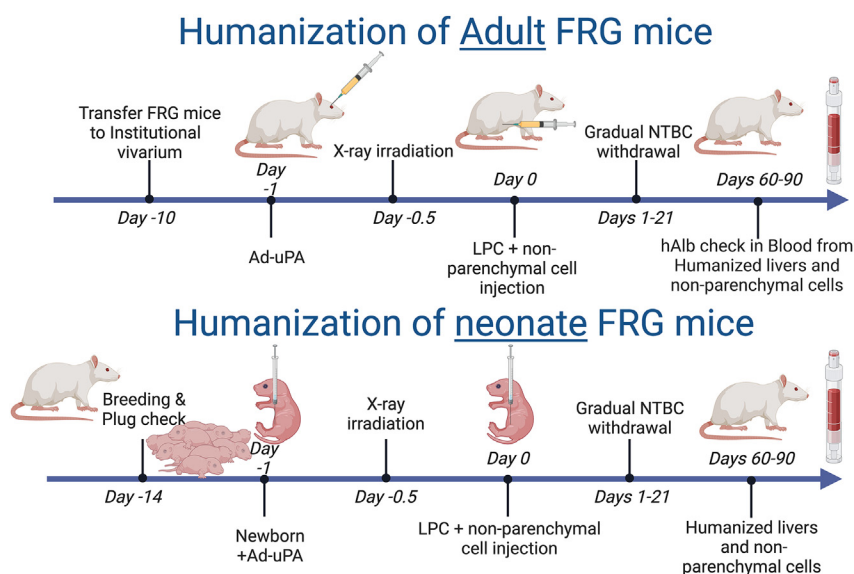 Humanization of Adult FRG mice
Transfer FRG mice
to Institutional
vivarium
Day
-1
X-ray irradiation
Day 0
Gradual NTBC
withdrawal
Days 60-90
Day -10
Ad-uPA
Day -0.5
LPC + non-
parenchymal cell
injection
Days 1-21
hAlb check in Blood from
Humanized livers and
non-parenchymal cells
Humanization of neonate FRG mice
Breeding &
Plug check
Day
-1
X-ray
irradiation
Day 0
Gradual NTBC
withdrawal
Days 60-90
Day -14
Newborn
+Ad-uPA
Day -0.5
LPC + non-parenchymal
cell injection
Days 1-21
Humanized livers
and non-
parenchymal cells